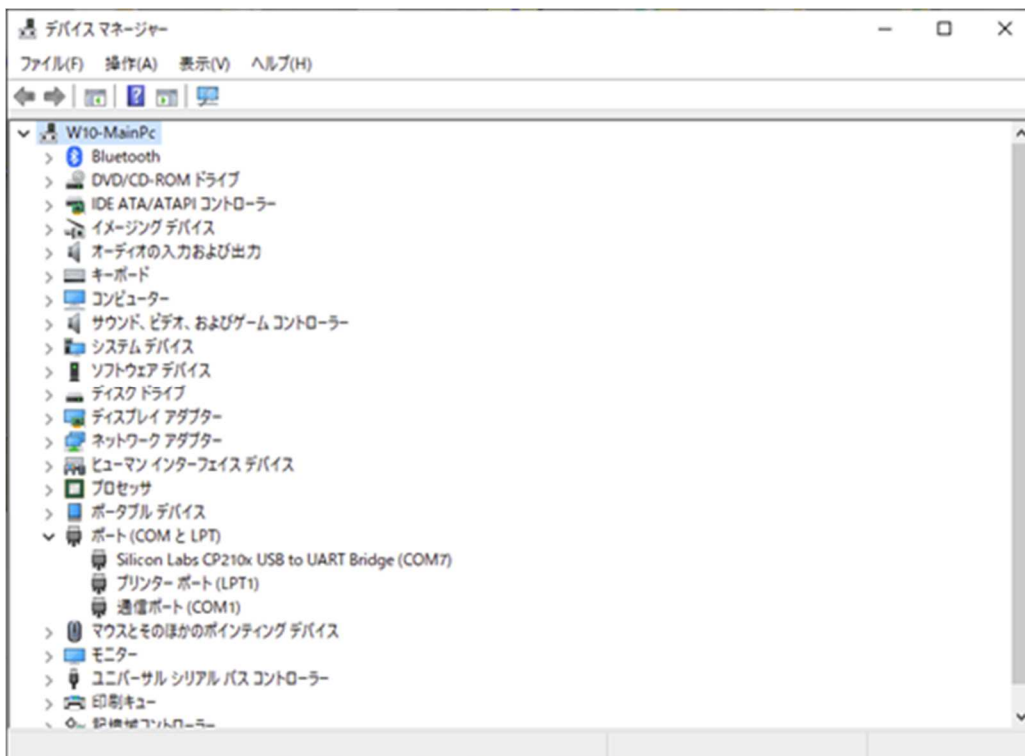 デバイス マネージャー
ファイル(F) 操作(A) 表示(V) ヘルプ(H)
W10-MainPc
Bluetooth
DVD/CD-ROM ドライブ
IDE ATA/ATAPI コントローラー
イメージング デバイス
オーディオの入力および出力
キーボード
コンピューター
サウンド、ビデオ、およびゲーム コントローラー
システム デバイス
ソフトウェア デバイス
ディスク ドライブ
ディスプレイ アダプター
ネットワーク アダプター
ヒューマン インターフェイス デバイス
プロセッサ
ポータブル デバイス
ポート (COM と LPT)
Silicon Labs CP210x USB to UART Bridge (COM7)
プリンター ポート (LPT1)
通信ポート (COM1)
マウスとそのほかのポインティング デバイス
モニター
ユニバーサル シリアル バス コントローラー
印刷キュー
記憶域コントローラー